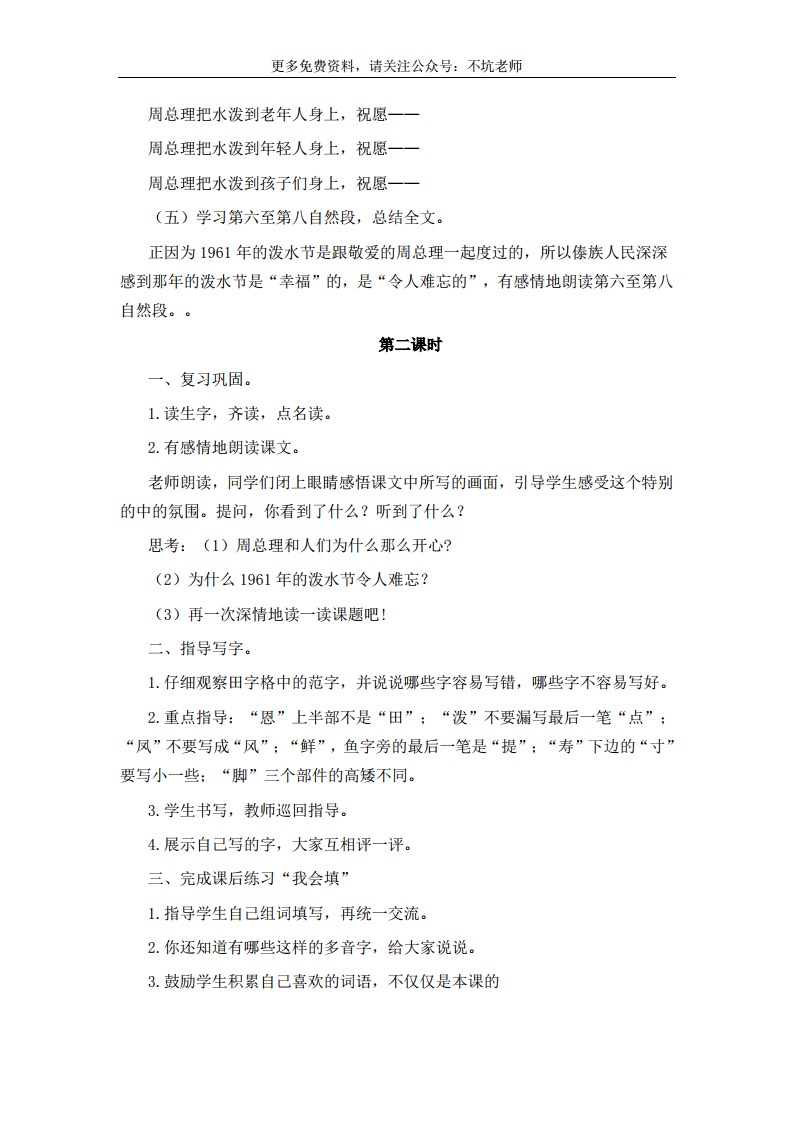 更多免费资料，请关注公众号：不坑老师
周总理把水泼到老年人身上，祝愿——
周总理把水泼到年轻人身上，祝愿——
周总理把水泼到孩子们身上，祝愿——
（五）学习第六至第八自然段，总结全文。
正因为 1961 年的泼水节是跟敬爱的周总理一起度过的，所以傣族人民深深
感到那年的泼水节是“幸福”的，是“令人难忘的”，有感情地朗读第六至第八
自然段。。
第二课时
一、复习巩固。
1.读生字，齐读，点名读。
2.有感情地朗读课文。
老师朗读，同学们闭上眼睛感悟课文中所写的画面，引导学生感受这个特别
的中的氛围。提问，你看到了什么？听到了什么？
思考：（1）周总理和人们为什么那么开心?
（2）为什么 1961 年的泼水节令人难忘？
（3）再一次深情地读一读课题吧!
二、指导写字。
1.仔细观察田字格中的范字，并说说哪些字容易写错，哪些字不容易写好。
2.重点指导：“恩”上半部不是“田”；“泼”不要漏写最后一笔“点”；
“凤”不要写成“风”；“鲜”，鱼字旁的最后一笔是“提”；“寿”下边的“寸”
要写小一些；“脚”三个部件的高矮不同。
3.学生书写，教师巡回指导。
4.展示自己写的字，大家互相评一评。
三、完成课后练习“我会填”
1.指导学生自己组词填写，再统一交流。
2.你还知道有哪些这样的多音字，给大家说说。
3.鼓励学生积累自己喜欢的词语，不仅仅是本课的